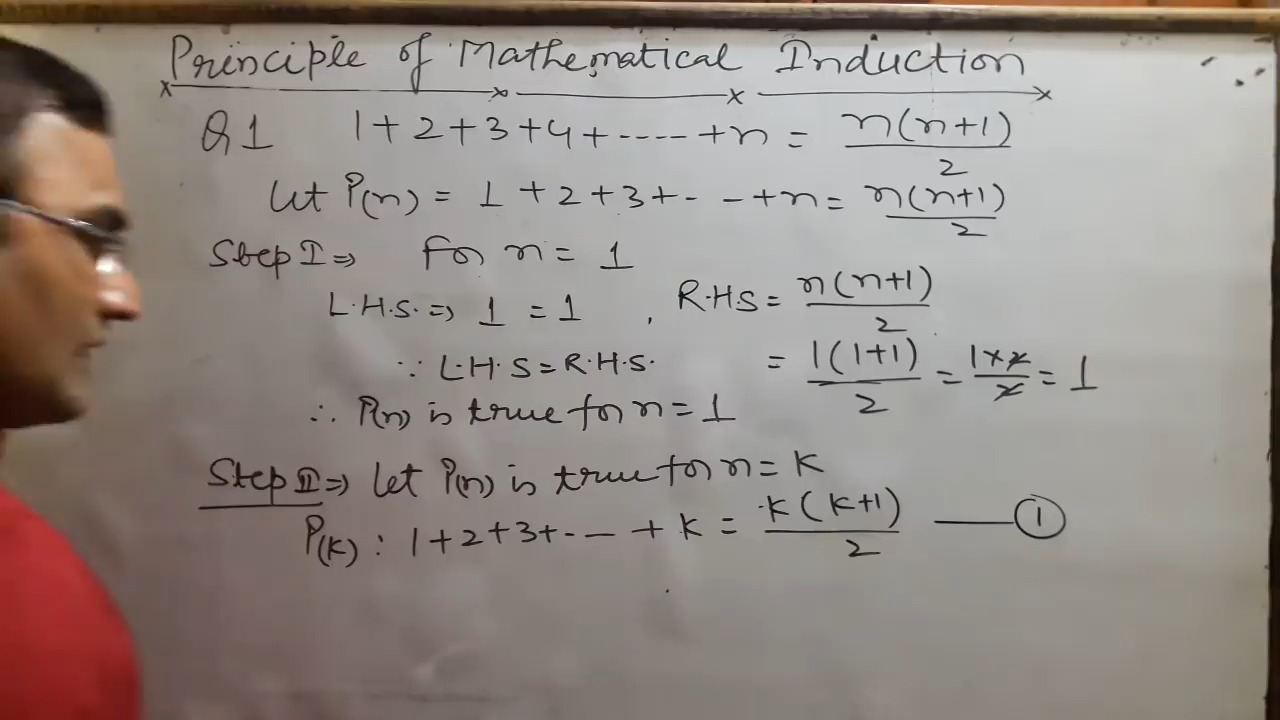 Principle of Mathematical Induction
Q1 1+2+3+4+-----+n = n(n+1)/2
Let P(n) = 1+2+3+- -+n = n(n+1)/2
Step I ⇒ For n = 1
L.H.S. ⇒ 1 = 1 , R.H.S = n(n+1)/2
∵ L.H.S = R.H.S. = 1(1+1)/2 = 1×2/2 = 1
∴ P(n) is true for n = 1
Step II ⇒ Let P(n) is true for n = K
P(K) : 1+2+3+-- + K = K(K+1)/2 —— ①